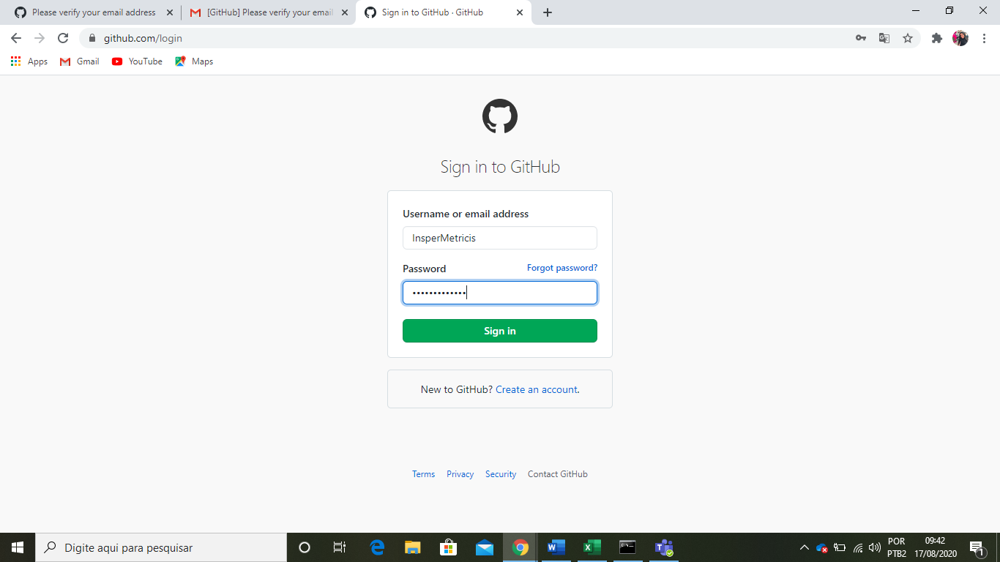 Please verify your email address
[GitHub] Please verify your email
Sign in to GitHub · GitHub
github.com/login
Apps
Gmail
YouTube
Maps
Sign in to GitHub
Username or email address
InsperMetricis
Password
Forgot password?
•••••••••••••
Sign in
New to GitHub? Create an account.
Terms
Privacy
Security
Contact GitHub
Digite aqui para pesquisar
POR
PTB2
09:42
17/08/2020
1